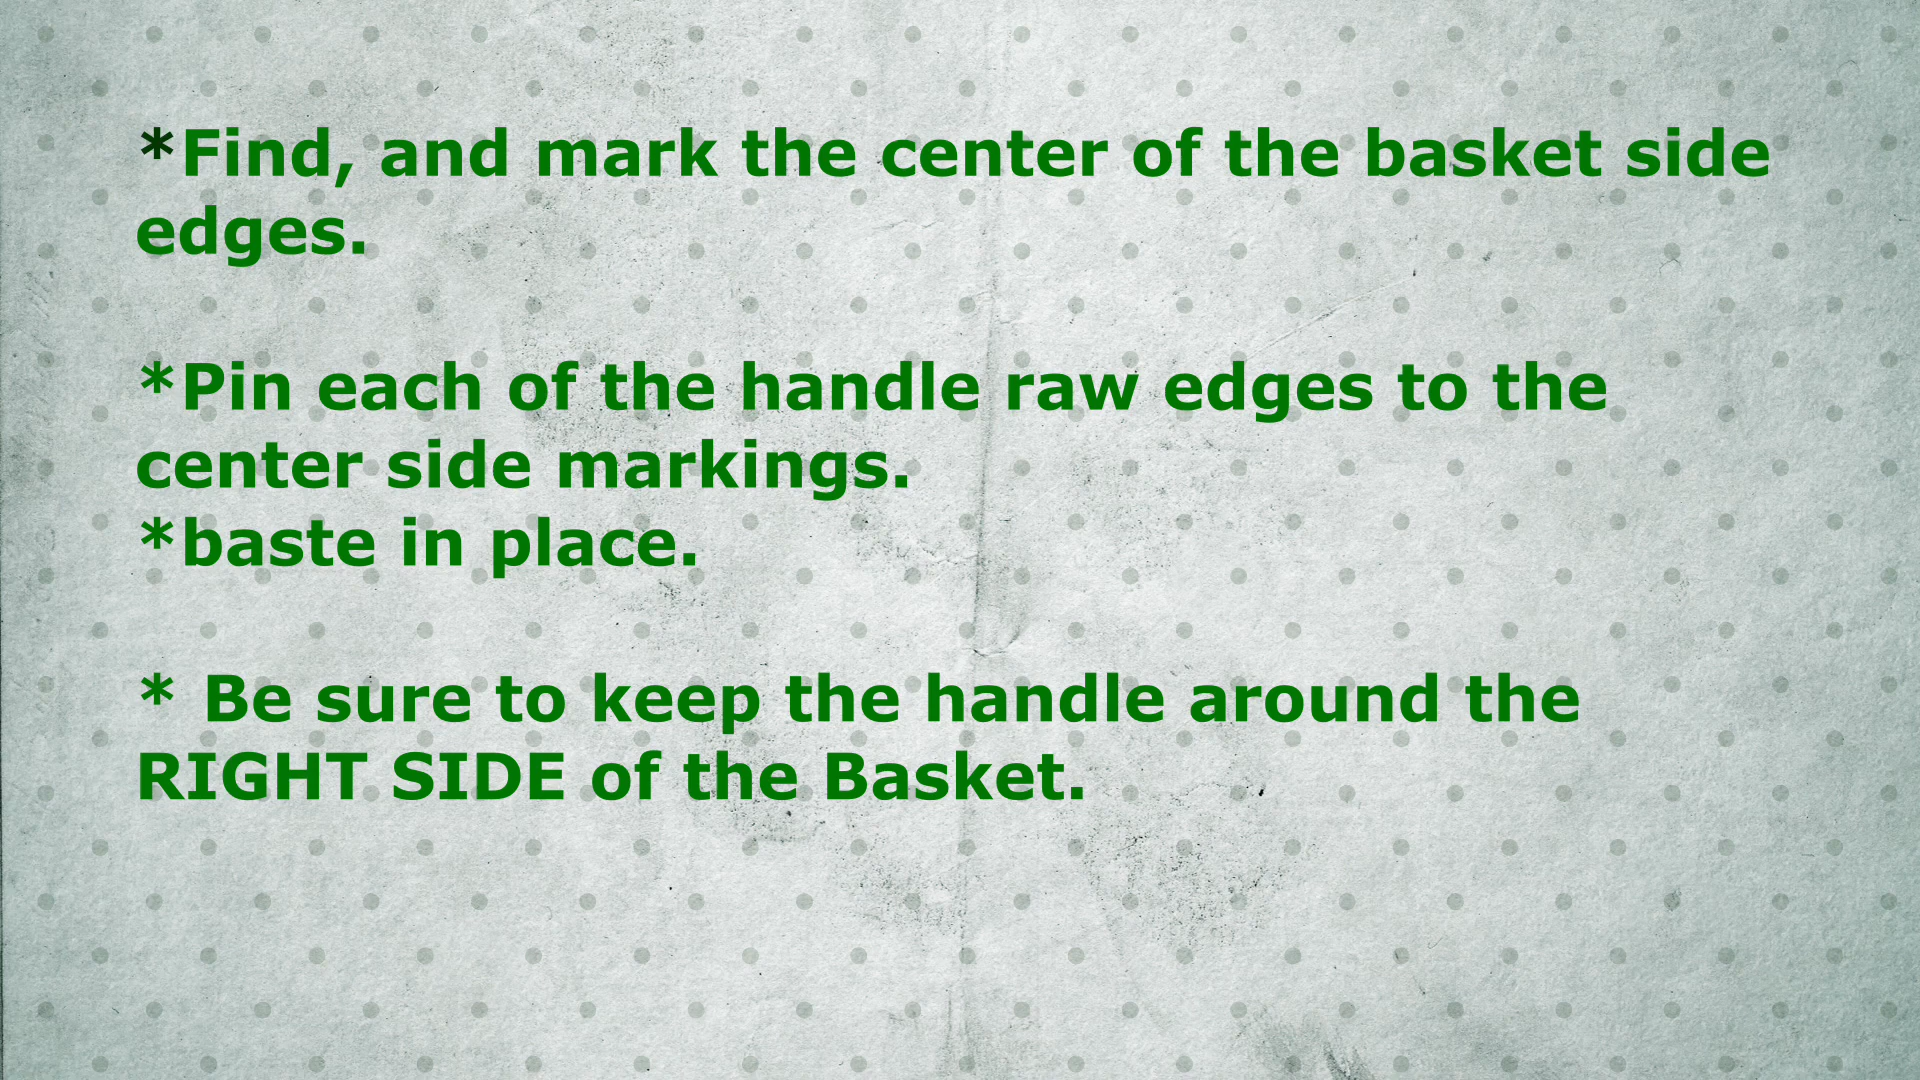 *Find, and mark the center of the basket side
edges.
*Pin each of the handle raw edges to the
center side markings.
*baste in place.
* Be sure to keep the handle around the
RIGHT SIDE of the Basket.